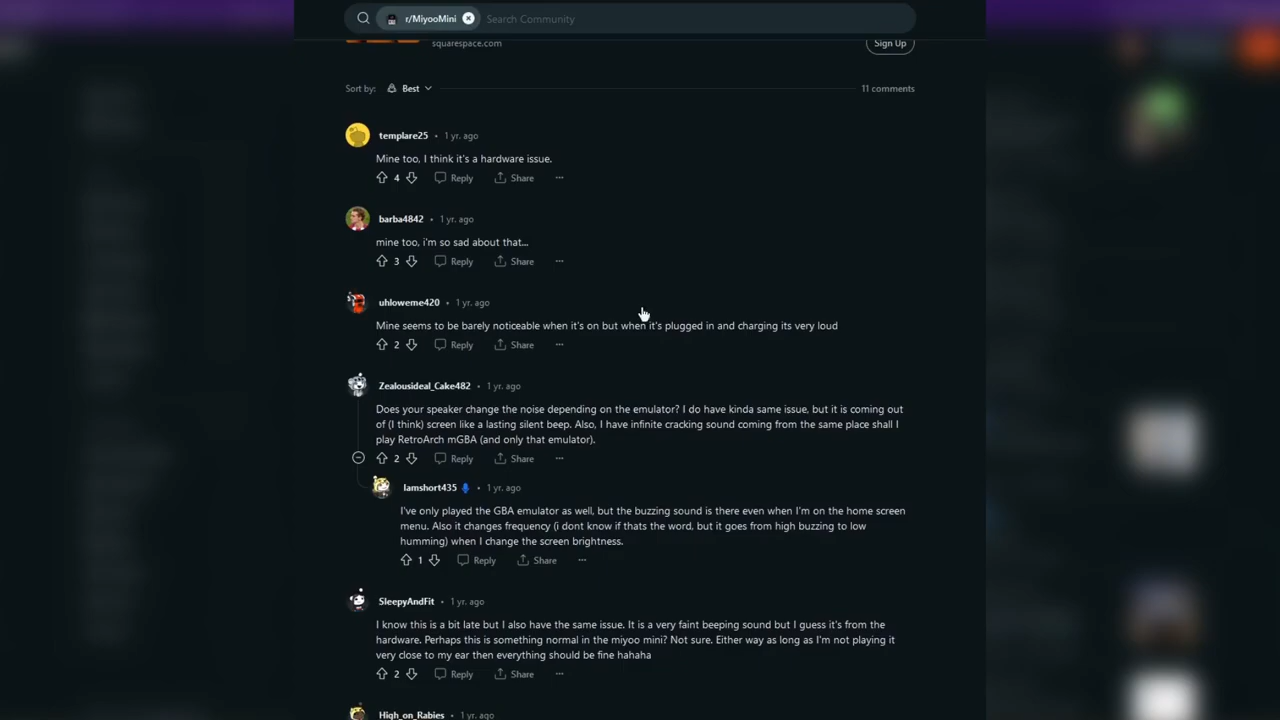 r/MiyooMini Search Community
squarespace.com
Sign Up
Sort by: Best
11 comments
templare25 • 1 yr. ago
Mine too, I think it's a hardware issue.
4 Reply Share ...
barba4842 • 1 yr. ago
mine too, i'm so sad about that...
3 Reply Share ...
uhloweme420 • 1 yr. ago
Mine seems to be barely noticeable when it's on but when it's plugged in and charging its very loud
2 Reply Share ...
Zealousideal_Cake482 • 1 yr. ago
Does your speaker change the noise depending on the emulator? I do have kinda same issue, but it is coming out
of (I think) screen like a lasting silent beep. Also, I have infinite cracking sound coming from the same place shall I
play RetroArch mGBA (and only that emulator).
2 Reply Share ...
Iamshort435 • 1 yr. ago
I've only played the GBA emulator as well, but the buzzing sound is there even when I'm on the home screen
menu. Also it changes frequency (i dont know if thats the word, but it goes from high buzzing to low
humming) when I change the screen brightness.
1 Reply Share ...
SleepyAndFit • 1 yr. ago
I know this is a bit late but I also have the same issue. It is a very faint beeping sound but I guess it's from the
hardware. Perhaps this is something normal in the miyoo mini? Not sure. Either way as long as I'm not playing it
very close to my ear then everything should be fine hahaha
2 Reply Share ...
High_on_Rabies • 1 yr. ago